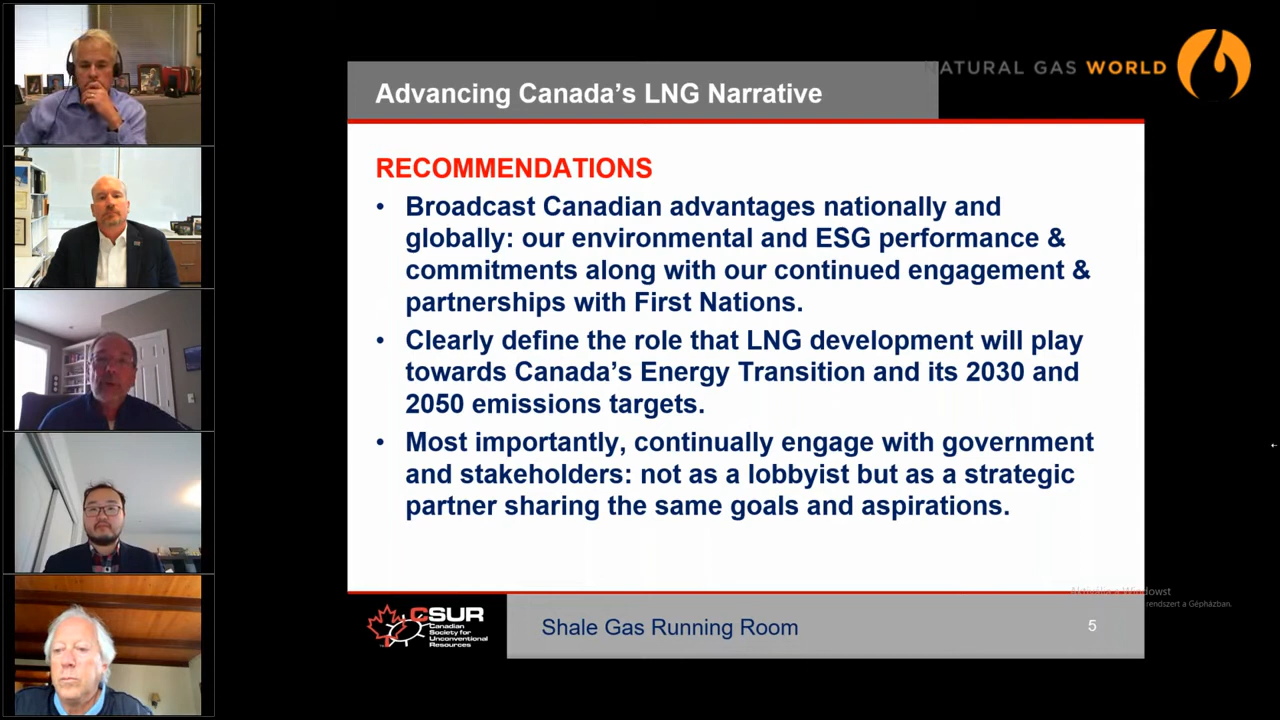 NATURAL GAS WORLD
Advancing Canada's LNG Narrative
RECOMMENDATIONS
• Broadcast Canadian advantages nationally and
globally: our environmental and ESG performance &
commitments along with our continued engagement &
partnerships with First Nations.
• Clearly define the role that LNG development will play
towards Canada's Energy Transition and its 2030 and
2050 emissions targets.
• Most importantly, continually engage with government
and stakeholders: not as a lobbyist but as a strategic
partner sharing the same goals and aspirations.
Aktiválja a Windowst
rendszert a Gépházban.
CSUR
Canadian
Society for
Unconventional
Resources
Shale Gas Running Room
5